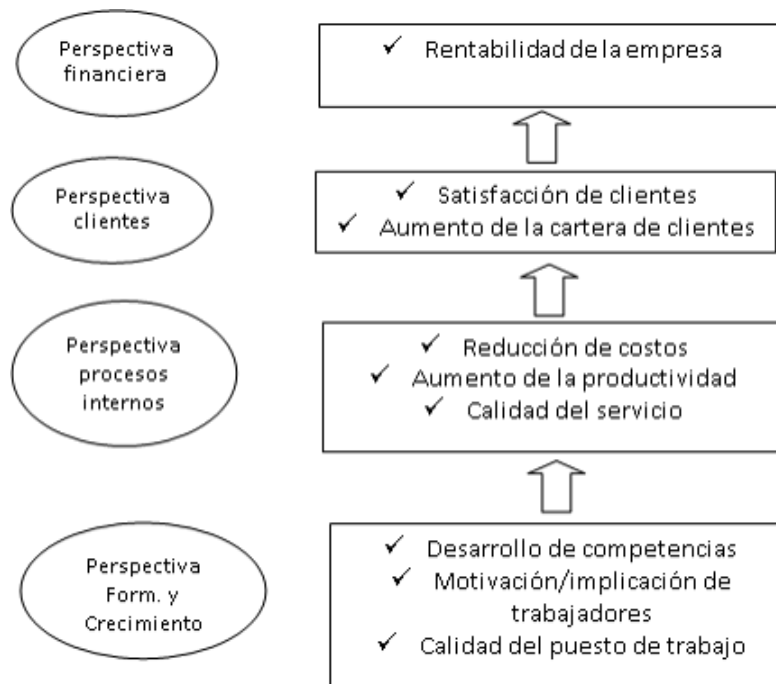 Perspectiva
financiera
✓ Rentabilidad de la empresa
Perspectiva
clientes
✓ Satisfacción de clientes
✓ Aumento de la cartera de clientes
Perspectiva
procesos
internos
✓ Reducción de costos
✓ Aumento de la productividad
✓ Calidad del servicio
Perspectiva
Form. y
Crecimiento
✓ Desarrollo de competencias
✓ Motivación/implicación de
trabajadores
✓ Calidad del puesto de trabajo